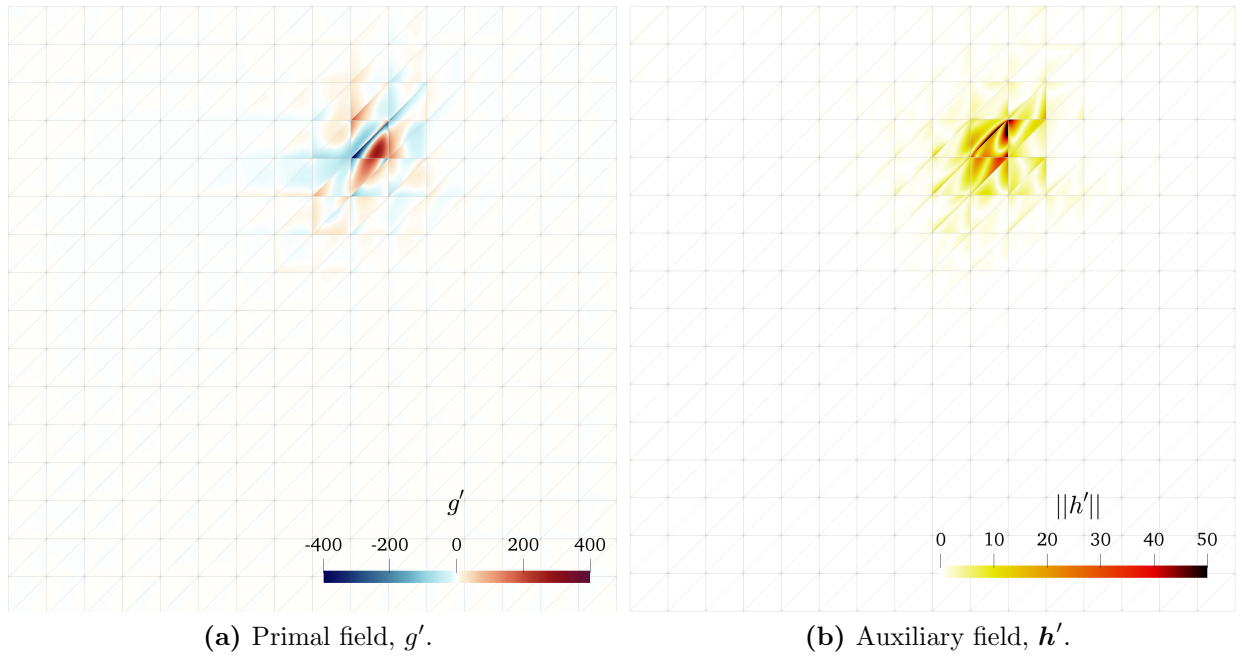 g′
-400 -200 0 200 400
||h′||
0 10 20 30 40 50
(a) Primal field, g′.
(b) Auxiliary field, h′.